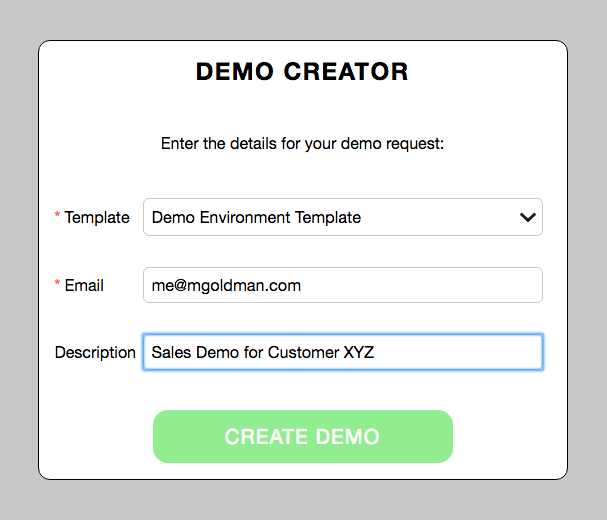 DEMO CREATOR
Enter the details for your demo request:
* Template Demo Environment Template
* Email me@mgoldman.com
Description Sales Demo for Customer XYZ
CREATE DEMO